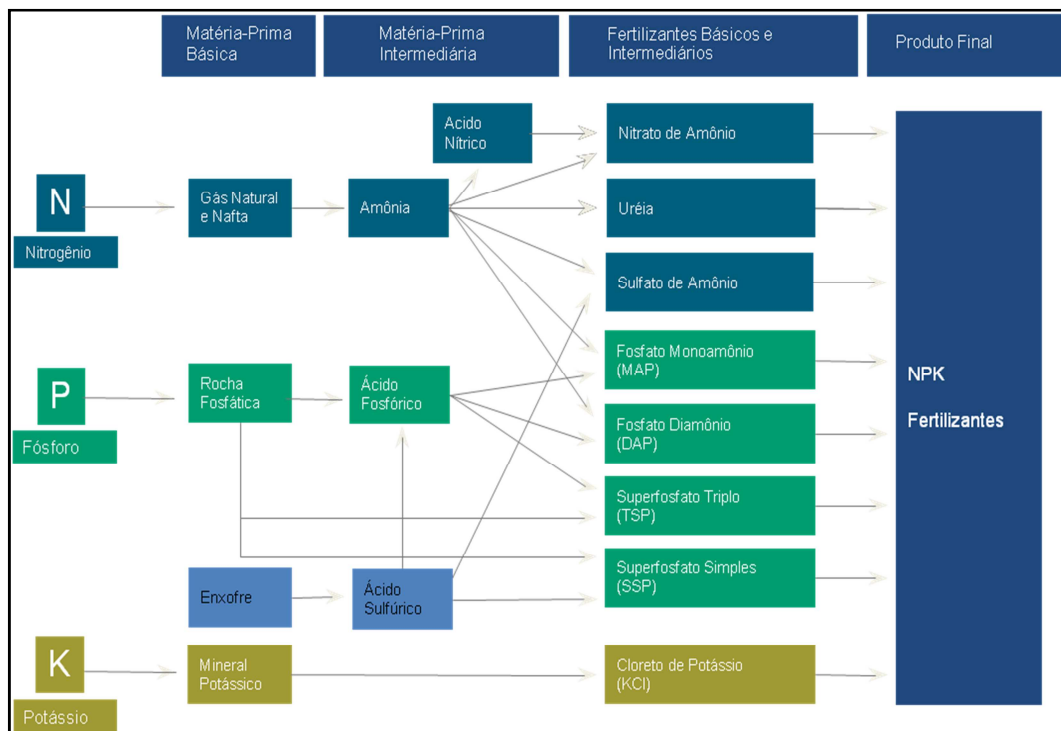 Matéria-Prima
Básica
Matéria-Prima
Intermediária
Fertilizantes Básicos e
Intermediários
Produto Final
N
Nitrogênio
Gás Natural
e Nafta
Amônia
Acido
Nítrico
Nitrato de Amônio
Uréia
Sulfato de Amônio
P
Fósforo
Rocha
Fosfática
Ácido
Fosfórico
Fosfato Monoamônio
(MAP)
Fosfato Diamônio
(DAP)
Superfosfato Triplo
(TSP)
Superfosfato Simples
(SSP)
Enxofre
Ácido
Sulfúrico
K
Potássio
Mineral
Potássico
Cloreto de Potássio
(KCl)
NPK
Fertilizantes